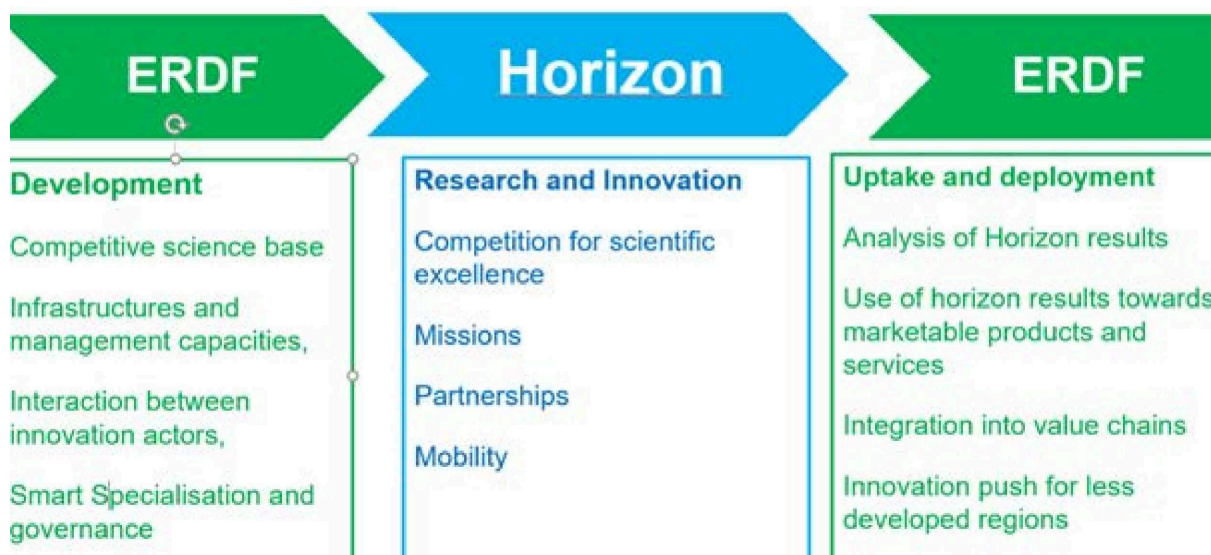 ERDF
Horizon
ERDF
Development
Competitive science base
Infrastructures and
management capacities,
Interaction between
innovation actors,
Smart Specialisation and
governance
Research and Innovation
Competition for scientific
excellence
Missions
Partnerships
Mobility
Uptake and deployment
Analysis of Horizon results
Use of horizon results towards
marketable products and
services
Integration into value chains
Innovation push for less
developed regions